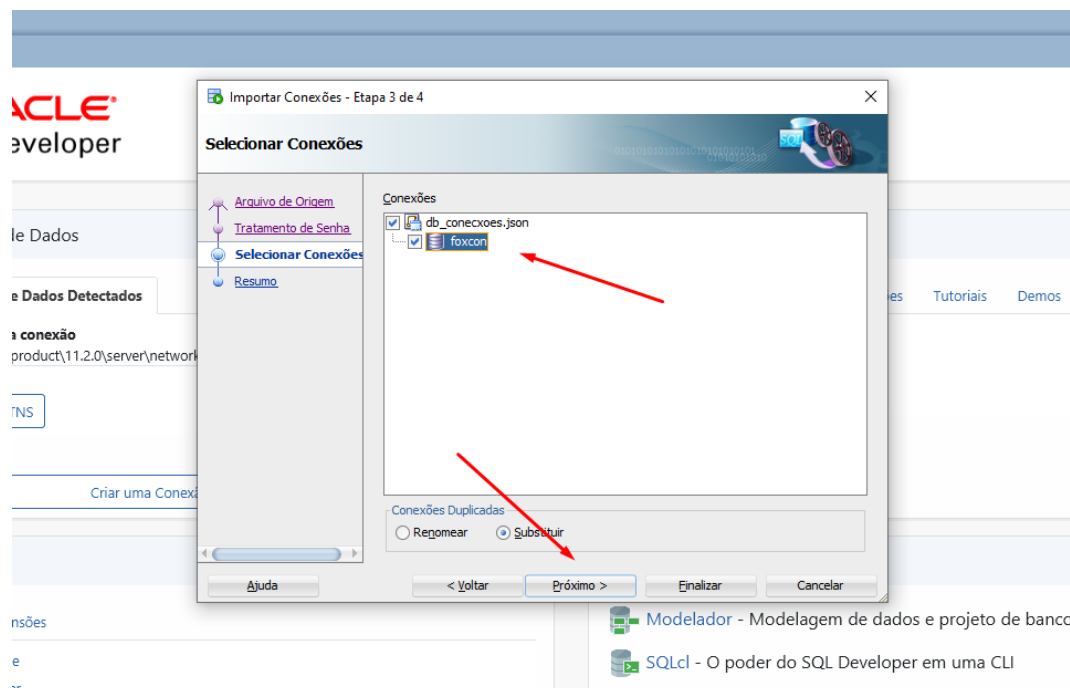 ACLE
eveloper
Importar Conexões - Etapa 3 de 4
Selecionar Conexões
Arquivo de Origem
Tratamento de Senha
Selecionar Conexões
Resumo
Conexões
db_conecxoes.json
foxcon
Conexões Duplicadas
Renomear
Substituir
Ajuda
< Voltar
Próximo >
Finalizar
Cancelar
de Dados
e Dados Detectados
es
Tutoriais
Demos
a conexão
product\11.2.0\server\network
TNS
Criar uma Conexã
nsões
e
Modelador - Modelagem de dados e projeto de banco
SQLcl - O poder do SQL Developer em uma CLI